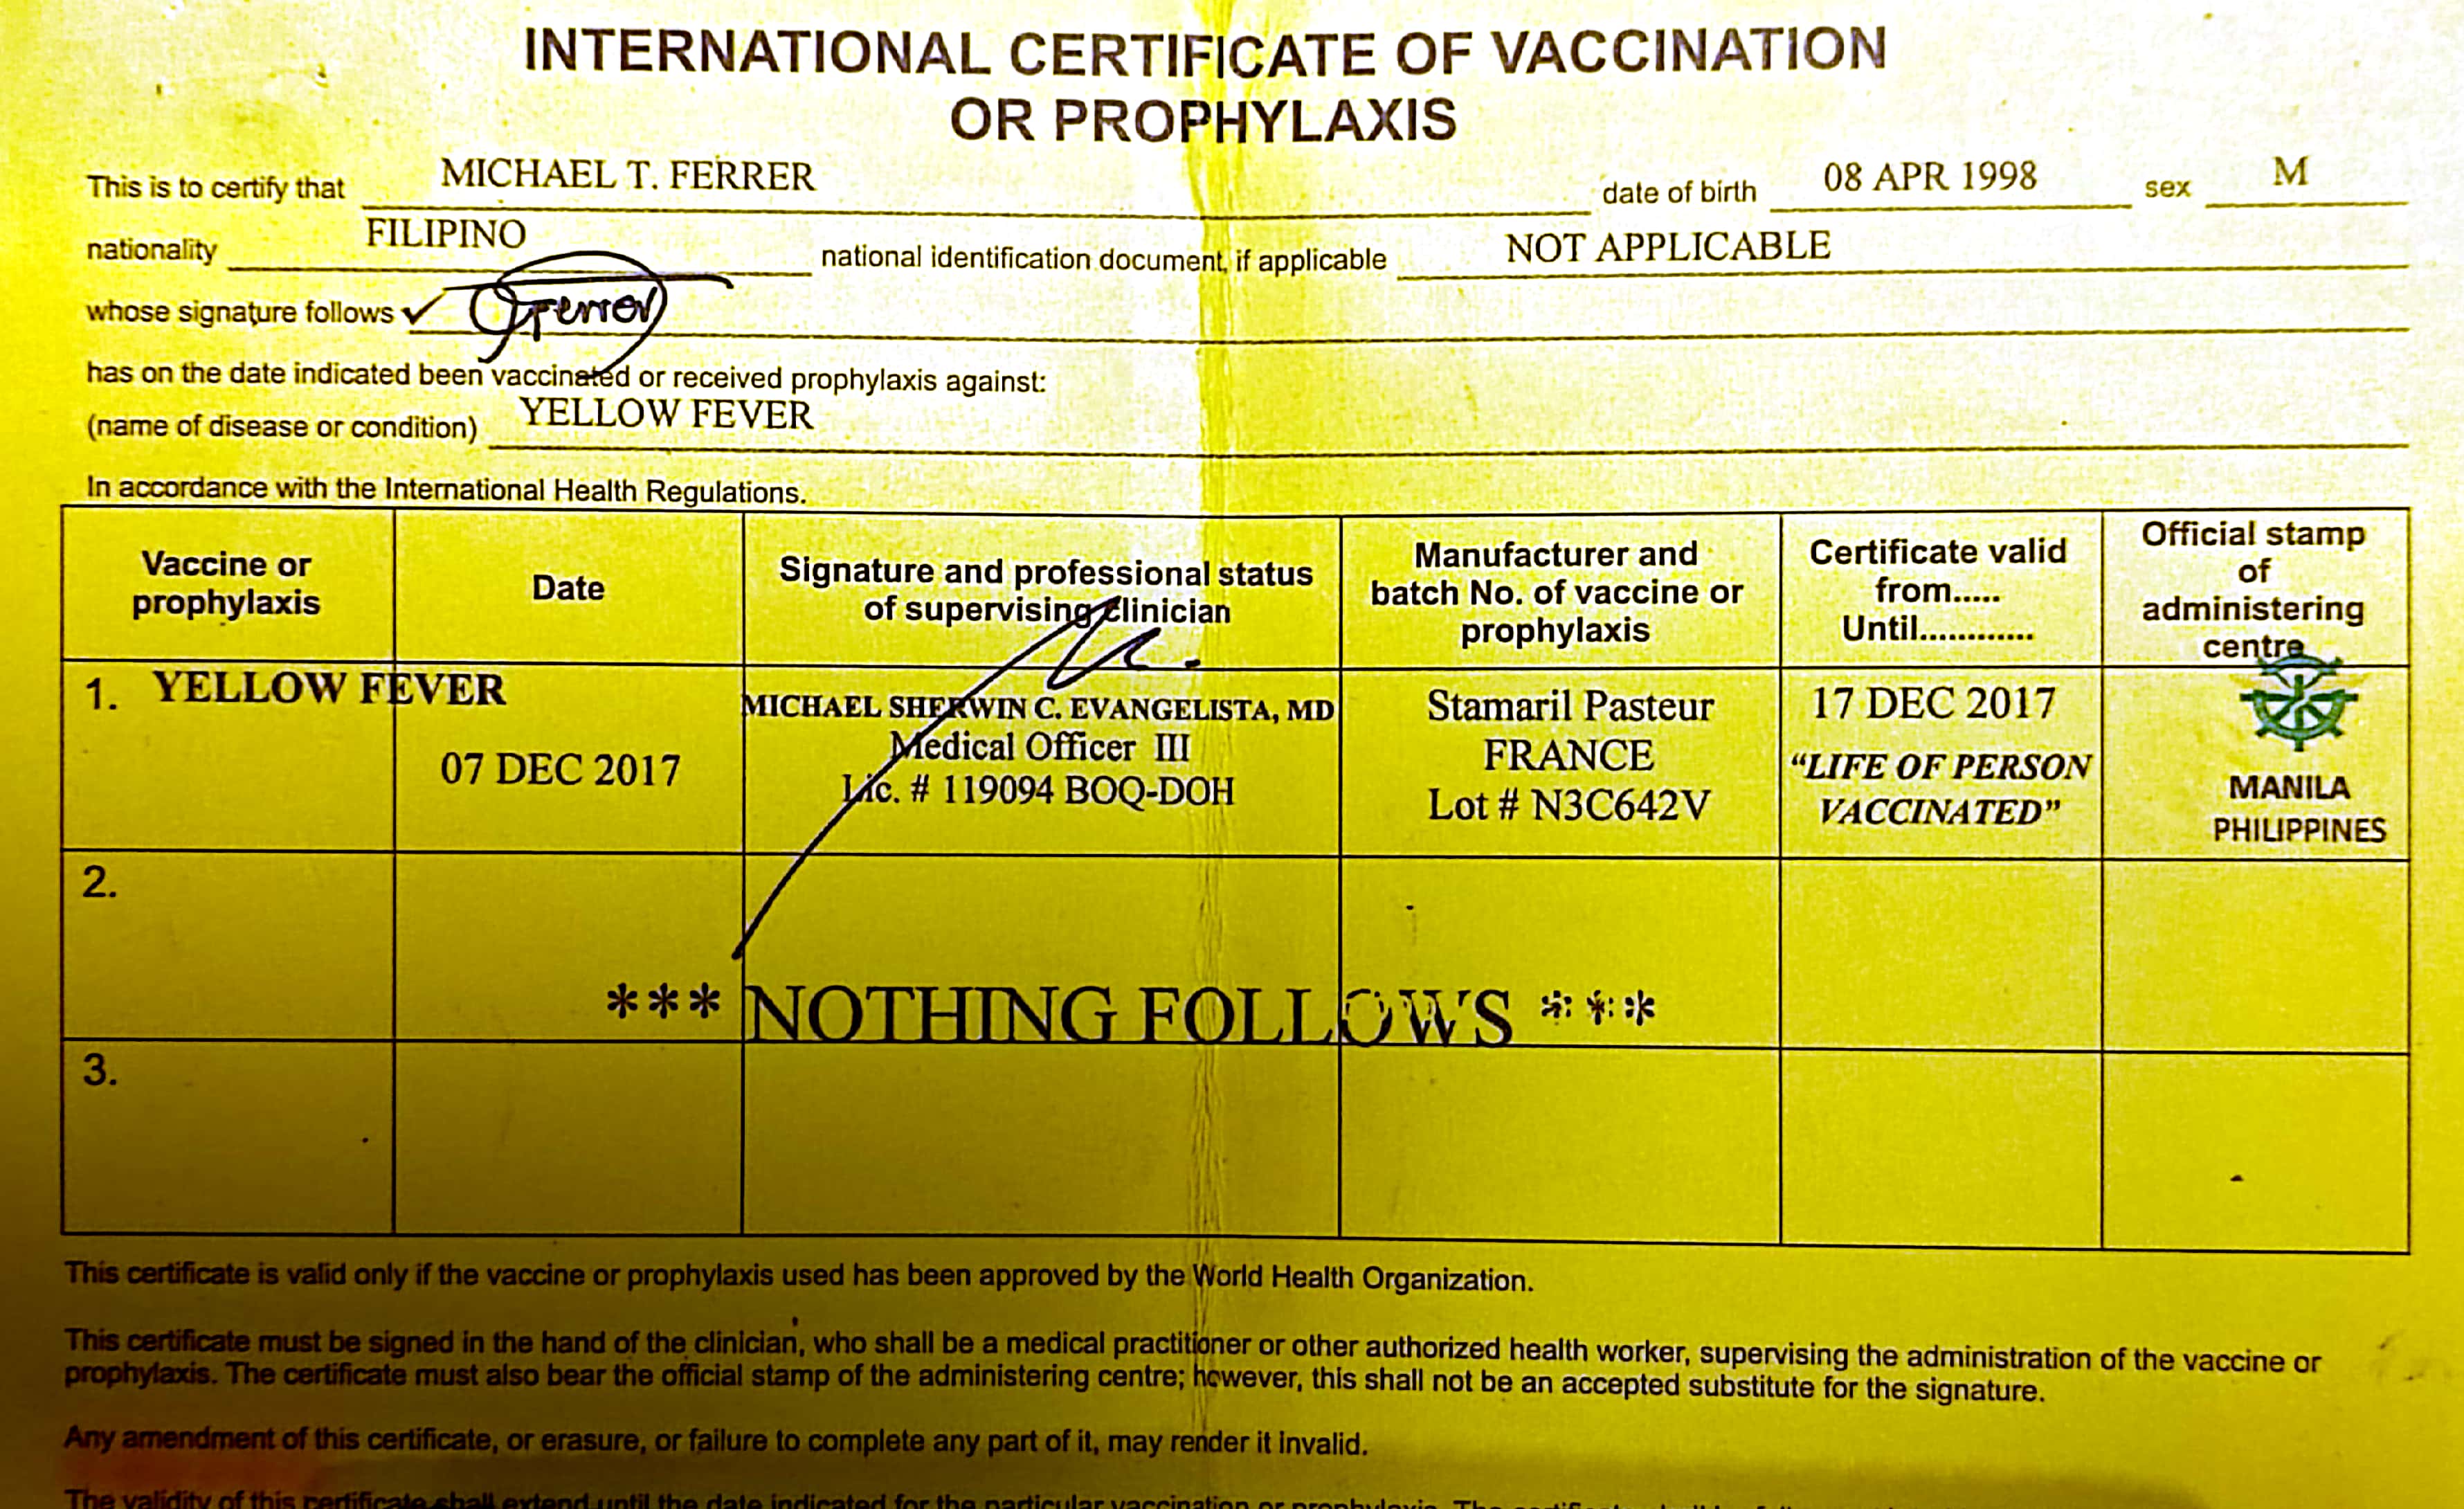 INTERNATIONAL CERTIFICATE OF VACCINATION
OR PROPHYLAXIS
This is to certify that MICHAEL T. FERRER date of birth 08 APR 1998 sex M
nationality FILIPINO national identification document, if applicable NOT APPLICABLE
whose signature follows ✓ Ferrer
has on the date indicated been vaccinated or received prophylaxis against:
(name of disease or condition) YELLOW FEVER
In accordance with the International Health Regulations.
Vaccine or
prophylaxis
Date
Signature and professional status
of supervising clinician
Manufacturer and
batch No. of vaccine or
prophylaxis
Certificate valid
from.....
Until............
Official stamp
of
administering
centre
1. YELLOW FEVER
07 DEC 2017
MICHAEL SHERWIN C. EVANGELISTA, MD
Medical Officer III
Lic. # 119094 BOQ-DOH
Stamaril Pasteur
FRANCE
Lot # N3C642V
17 DEC 2017
“LIFE OF PERSON
VACCINATED”
MANILA
PHILIPPINES
2.
*** NOTHING FOLLOWS ***
3.
This certificate is valid only if the vaccine or prophylaxis used has been approved by the World Health Organization.
This certificate must be signed in the hand of the clinician, who shall be a medical practitioner or other authorized health worker, supervising the administration of the vaccine or
prophylaxis. The certificate must also bear the official stamp of the administering centre; however, this shall not be an accepted substitute for the signature.
Any amendment of this certificate, or erasure, or failure to complete any part of it, may render it invalid.
The validity of this certificate shall extend until the date indicated for the particular vaccination or prophylaxis. The